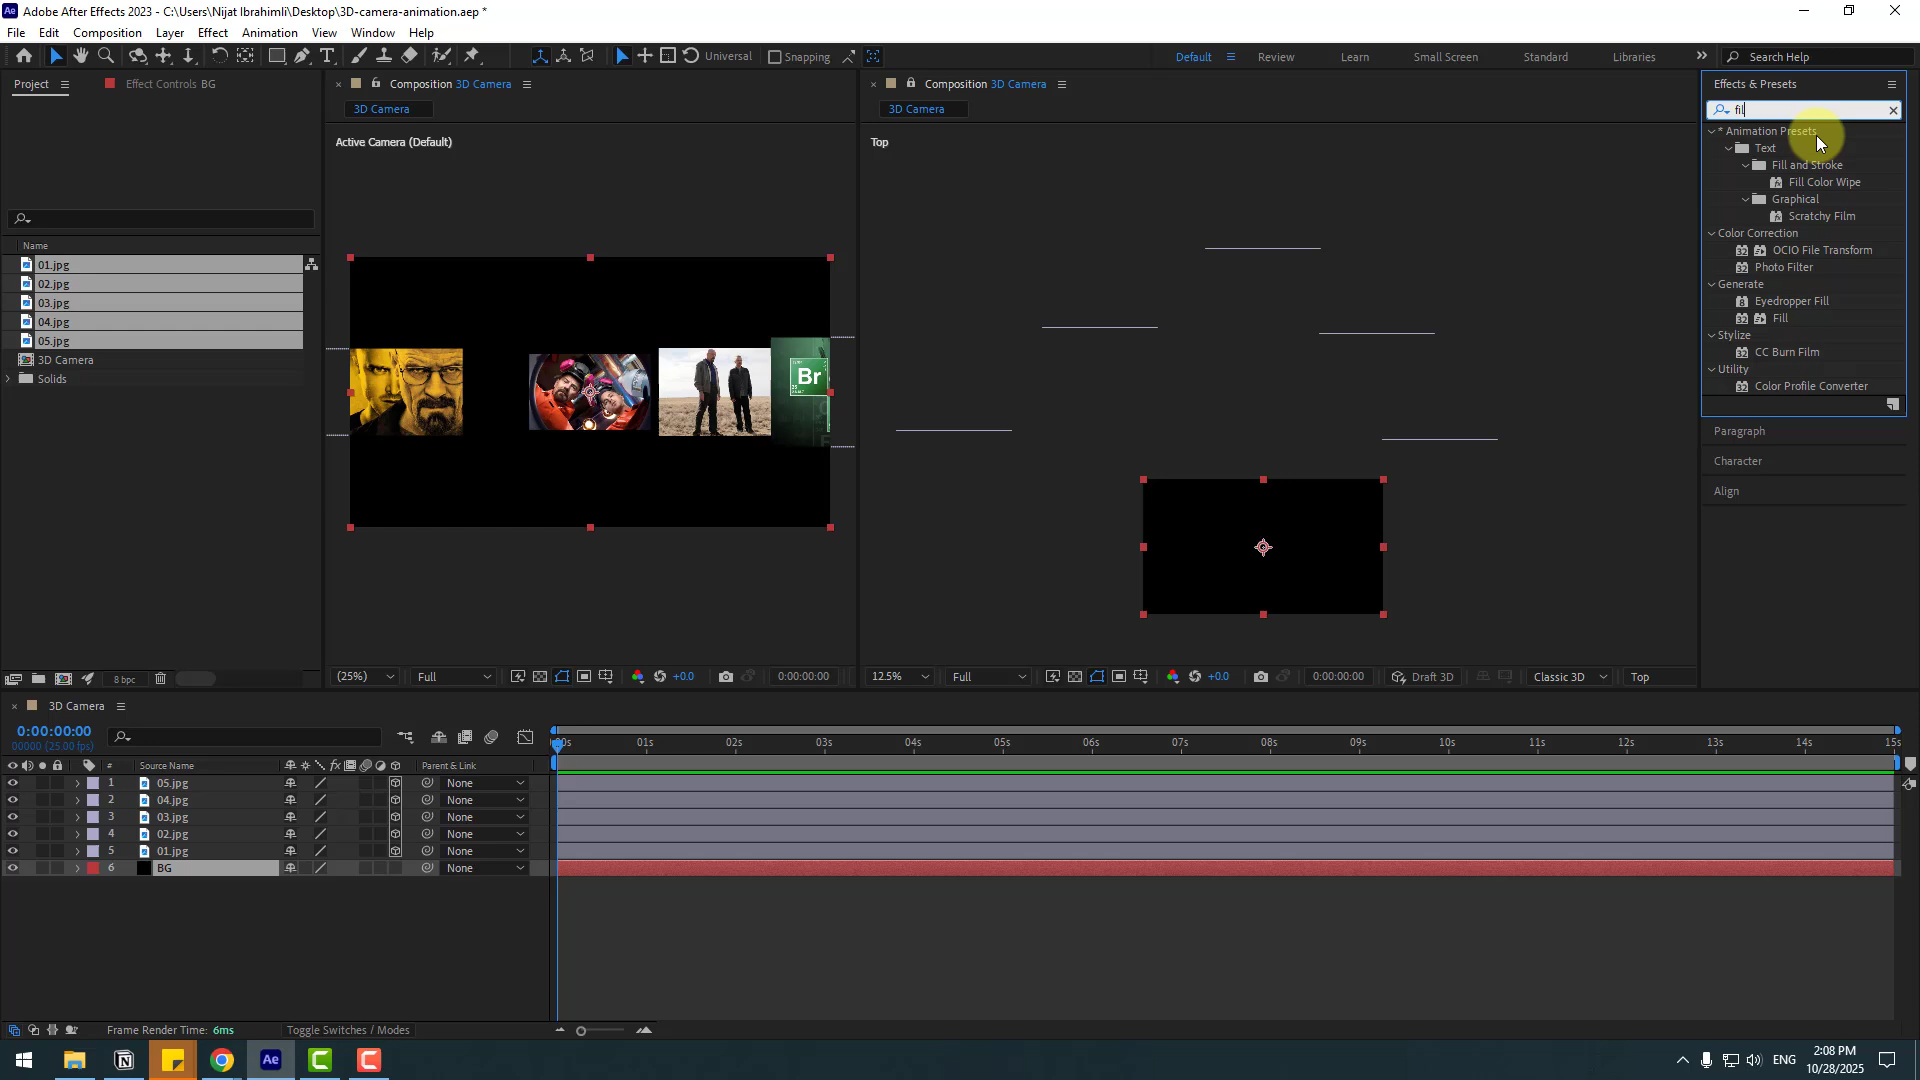 Adobe After Effects 2023 - C:\Users\Nijat Ibrahimli\Desktop\3D-camera-animation.aep *
File Edit Composition Layer Effect Animation View Window Help
Universal Snapping Default Review Learn Small Screen Standard Libraries Search Help
Project Effect Controls BG
Composition 3D Camera
3D Camera
Active Camera (Default)
Name
01.jpg
02.jpg
03.jpg
04.jpg
05.jpg
3D Camera
Solids
8 bpc
Br
(25%) Full +0.0 0:00:00:00
Composition 3D Camera
3D Camera
Top
12.5% Full +0.0 0:00:00:00 Draft 3D Classic 3D Top
Effects & Presets
fil
* Animation Presets
Text
Fill and Stroke
Fill Color Wipe
Graphical
Scratchy Film
Color Correction
OCIO File Transform
Photo Filter
Generate
Eyedropper Fill
Fill
Stylize
CC Burn Film
Utility
Color Profile Converter
Paragraph
Character
Align
3D Camera
0:00:00:00
00000 (25.00 fps)
:00s 01s 02s 03s 04s 05s 06s 07s 08s 09s 10s 11s 12s 13s 14s 15s
# Source Name Parent & Link
1 05.jpg None
2 04.jpg None
3 03.jpg None
4 02.jpg None
5 01.jpg None
6 BG None
Frame Render Time: 6ms Toggle Switches / Modes
ENG
2:08 PM
10/28/2025